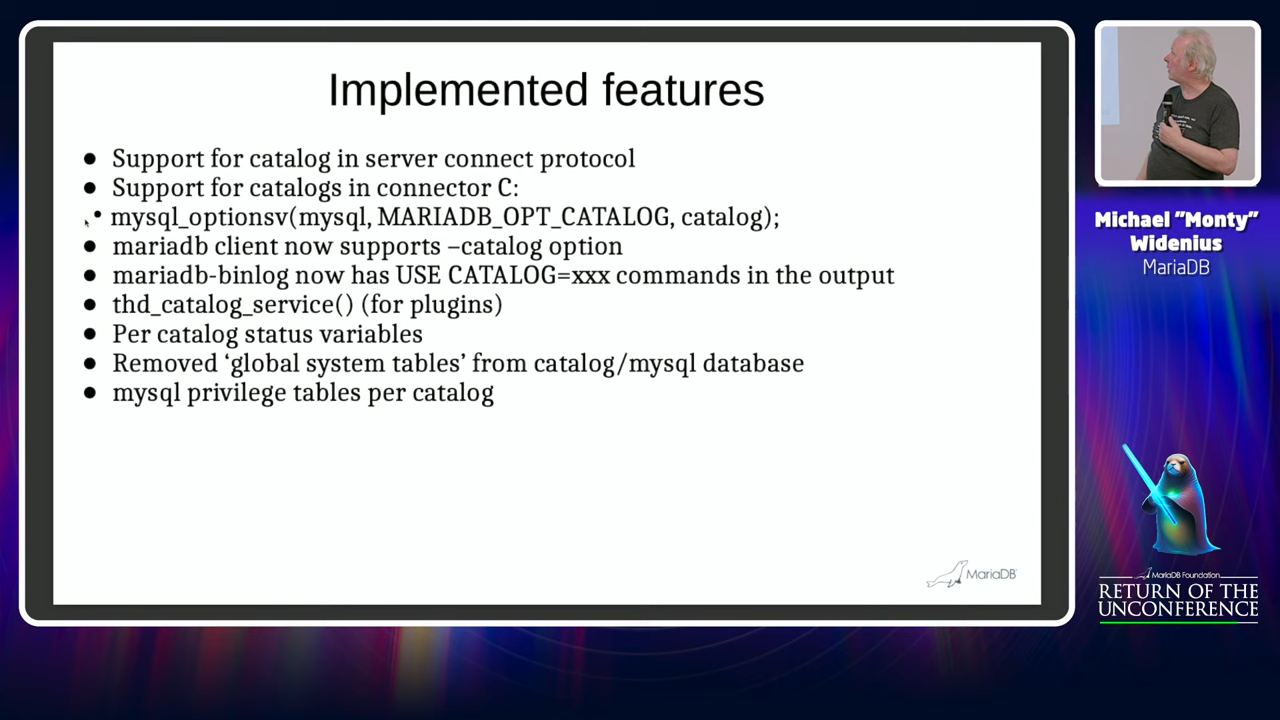 Implemented features
● Support for catalog in server connect protocol
● Support for catalogs in connector C:
• mysql_optionsv(mysql, MARIADB_OPT_CATALOG, catalog);
● mariadb client now supports –catalog option
● mariadb-binlog now has USE CATALOG=xxx commands in the output
● thd_catalog_service() (for plugins)
● Per catalog status variables
● Removed ‘global system tables’ from catalog/mysql database
● mysql privilege tables per catalog
MariaDB
Michael "Monty"
Widenius
MariaDB
MariaDB Foundation
RETURN OF THE
UNCONFERENCE